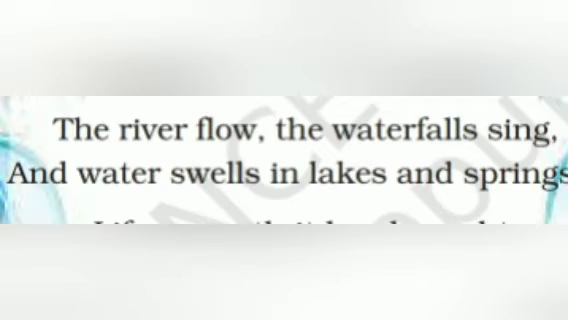 The river flow, the waterfalls sing,
And water swells in lakes and springs